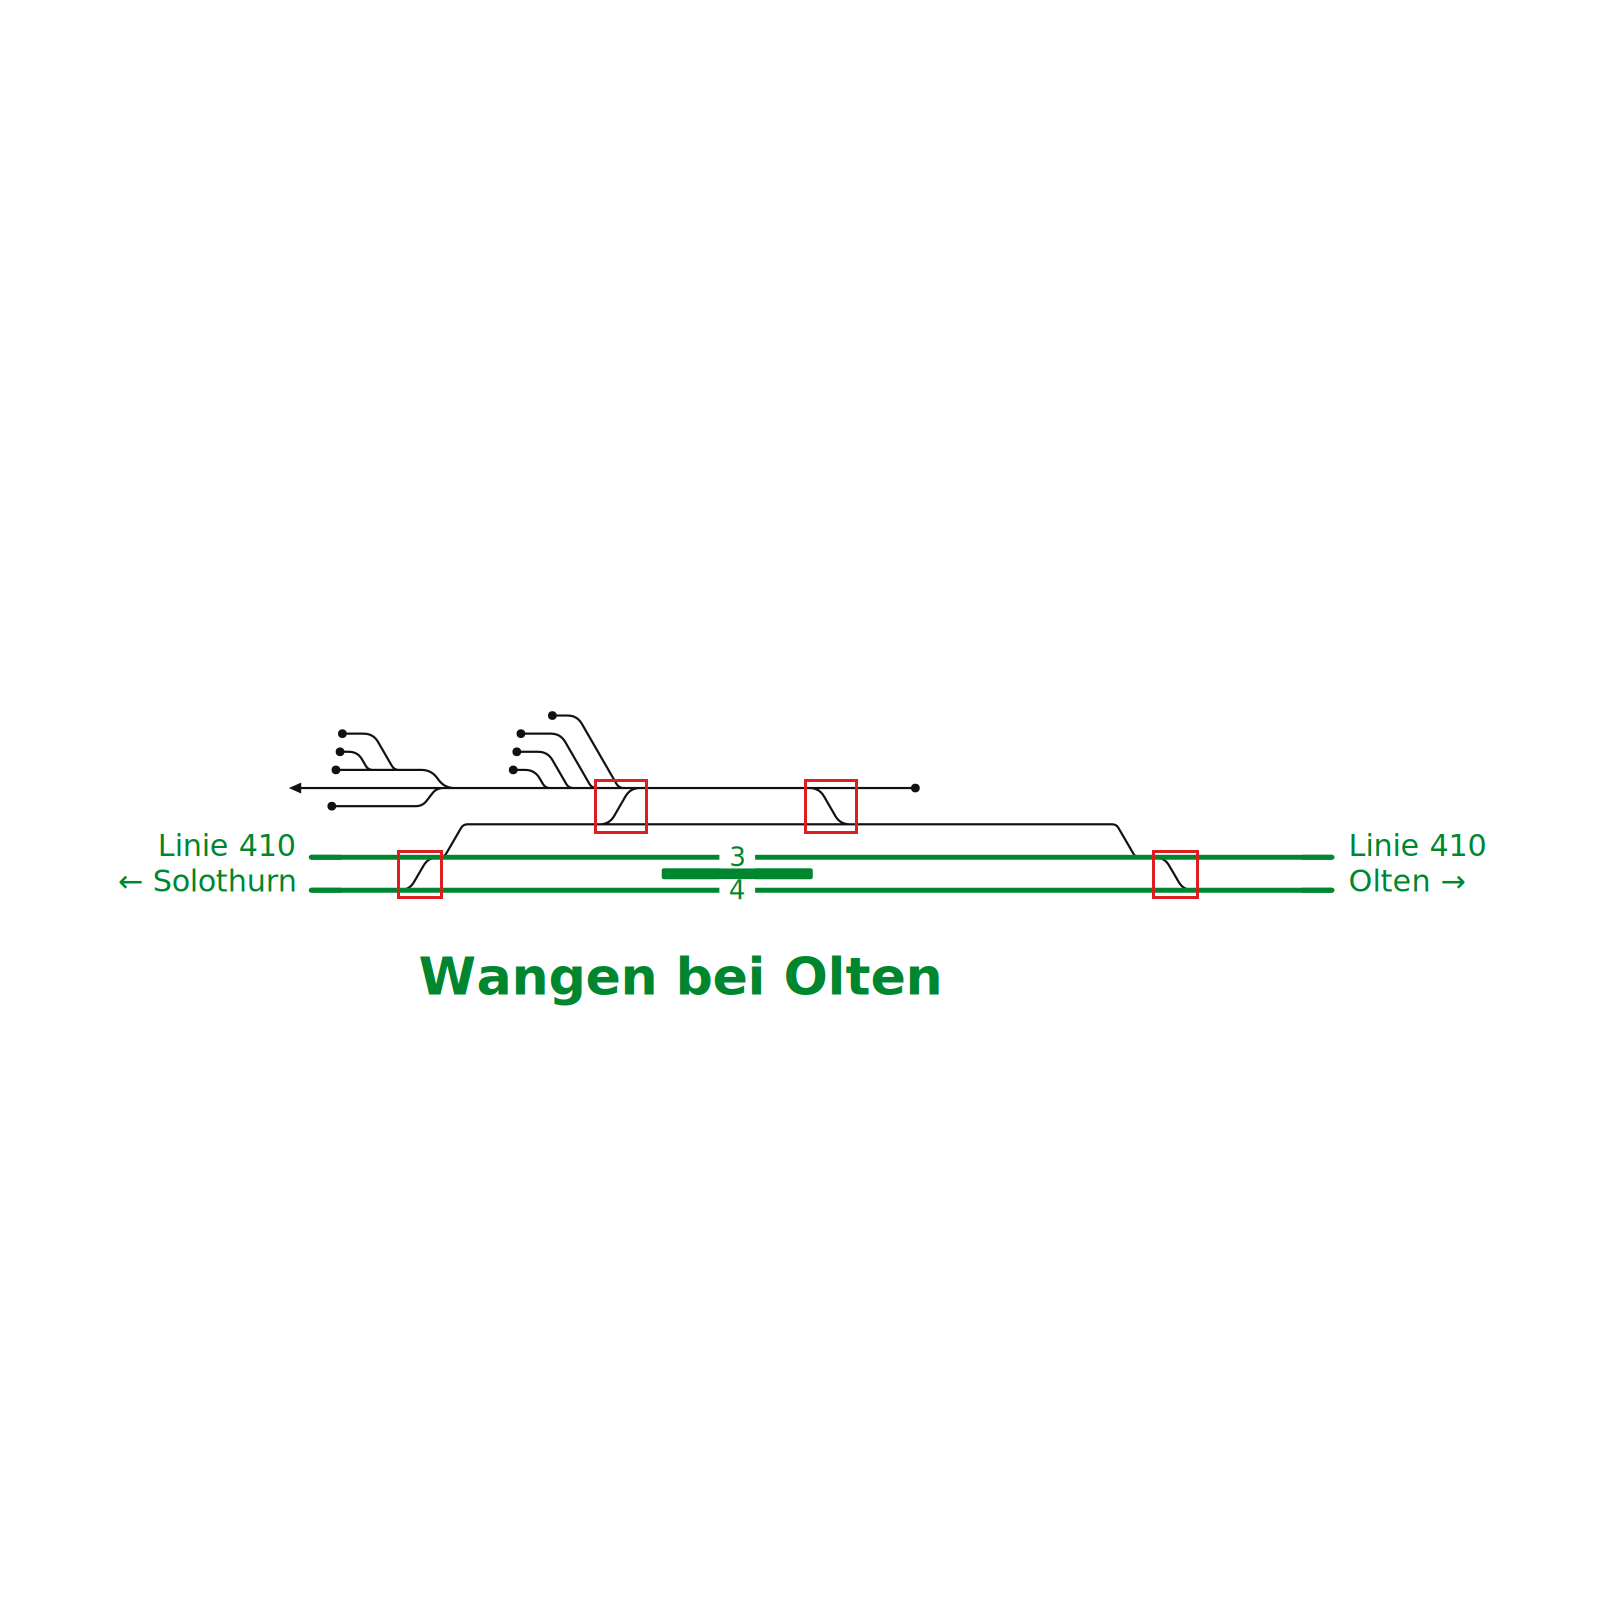 Linie 410
← Solothurn
3
4
Linie 410
Olten →
Wangen bei Olten